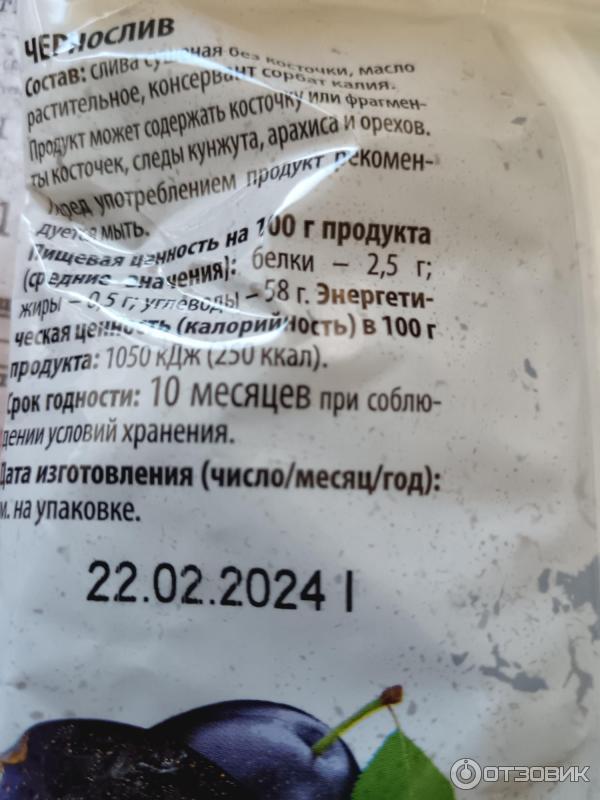 ЧЕРНОСЛИВ
Состав: слива сушеная без косточки, масло
растительное, консервант сорбат калия.
Продукт может содержать косточку или фрагмен-
ты косточек, следы кунжута, арахиса и орехов.
Перед употреблением продукт рекомен-
дуется мыть.
Пищевая ценность на 100 г продукта
(средние значения): белки – 2,5 г;
жиры – 0,5 г; углеводы – 58 г. Энергети-
ческая ценность (калорийность) в 100 г
продукта: 1050 кДж (250 ккал).
Срок годности: 10 месяцев при соблю-
дении условий хранения.
Дата изготовления (число/месяц/год):
см. на упаковке.
22.02.2024 I
ОТЗОВИК